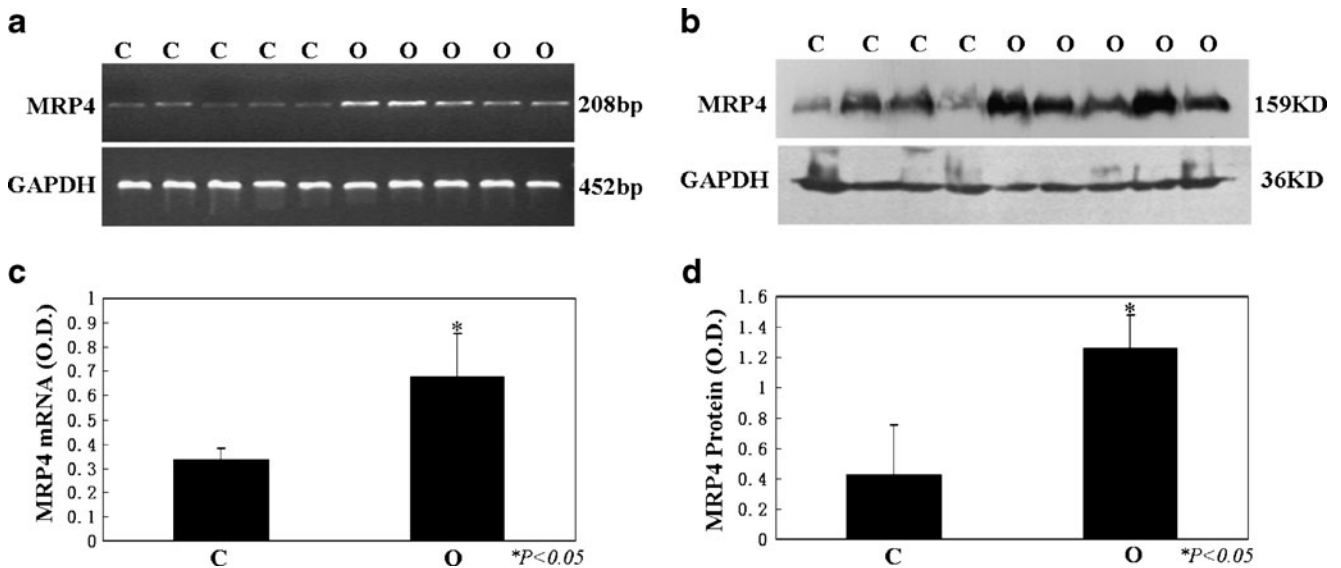 a
C C C C C O O O O O
MRP4 208bp
GAPDH 452bp
b
C C C C O O O O O
MRP4 159KD
GAPDH 36KD
c
MRP4 mRNA (O.D.)
1
0.9
0.8
0.7
0.6
0.5
0.4
0.3
0.2
0.1
0
*
C O
*P<0.05
d
MRP4 Protein (O.D.)
1.6
1.4
1.2
1
0.8
0.6
0.4
0.2
0
*
C O
*P<0.05